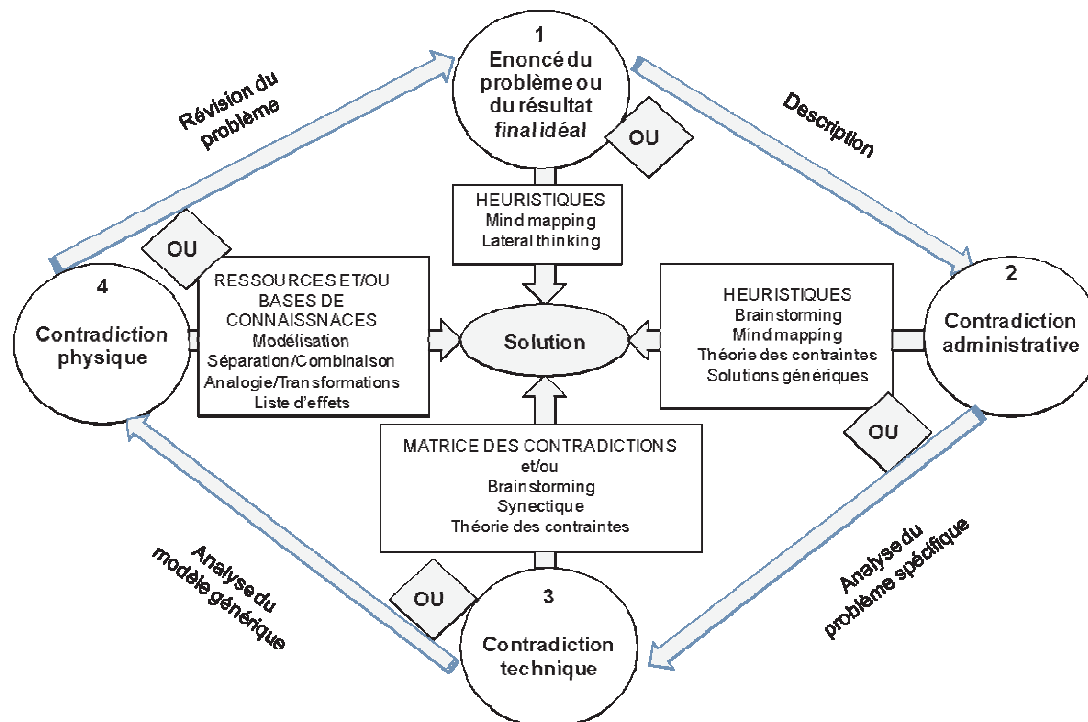 1
Enoncé du
problème ou
du résultat
final idéal
OU
Description
Révision du
problème
HEURISTIQUES
Mind mapping
Lateral thinking
OU
4
Contradiction
physique
RESSOURCES ET/OU
BASES DE
CONNAISSNACES
Modélisation
Séparation/Combinaison
Analogie/Transformations
Liste d'effets
Solution
HEURISTIQUES
Brainstorming
Mind mapping
Théorie des contraintes
Solutions génériques
2
Contradiction
administrative
OU
MATRICE DES CONTRADICTIONS
et/ou
Brainstorming
Synectique
Théorie des contraintes
Analyse du
modèle générique
OU
3
Contradiction
technique
Analyse du
problème spécifique